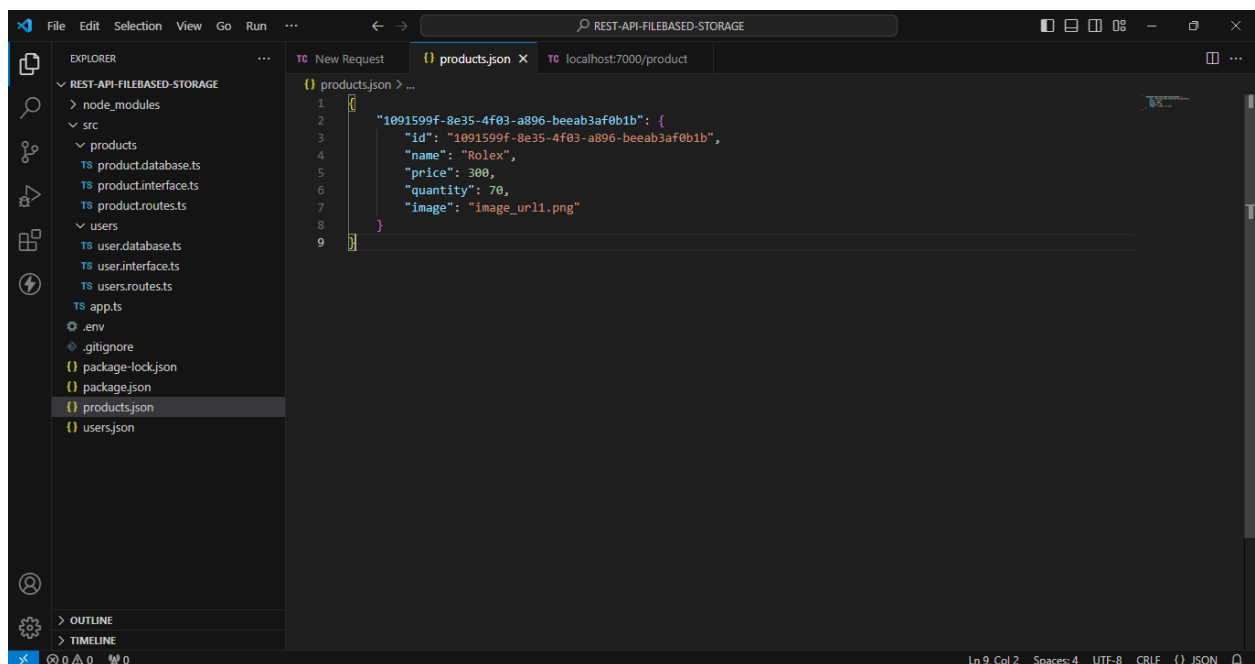 File Edit Selection View Go Run ··· ← → REST-API-FILEBASED-STORAGE
EXPLORER ···
REST-API-FILEBASED-STORAGE
node_modules
src
products
TS product.database.ts
TS product.interface.ts
TS product.routes.ts
users
TS user.database.ts
TS user.interface.ts
TS users.routes.ts
TS app.ts
.env
.gitignore
{} package-lock.json
{} package.json
{} products.json
{} users.json
OUTLINE
TIMELINE
TC New Request {} products.json × TC localhost:7000/product
{} products.json > ...
1 {
2 "1091599f-8e35-4f03-a896-beeab3af0b1b": {
3 "id": "1091599f-8e35-4f03-a896-beeab3af0b1b",
4 "name": "Rolex",
5 "price": 300,
6 "quantity": 70,
7 "image": "image_url1.png"
8 }
9 }
0 0 0 Ln 9, Col 2 Spaces: 4 UTF-8 CRLF {} JSON